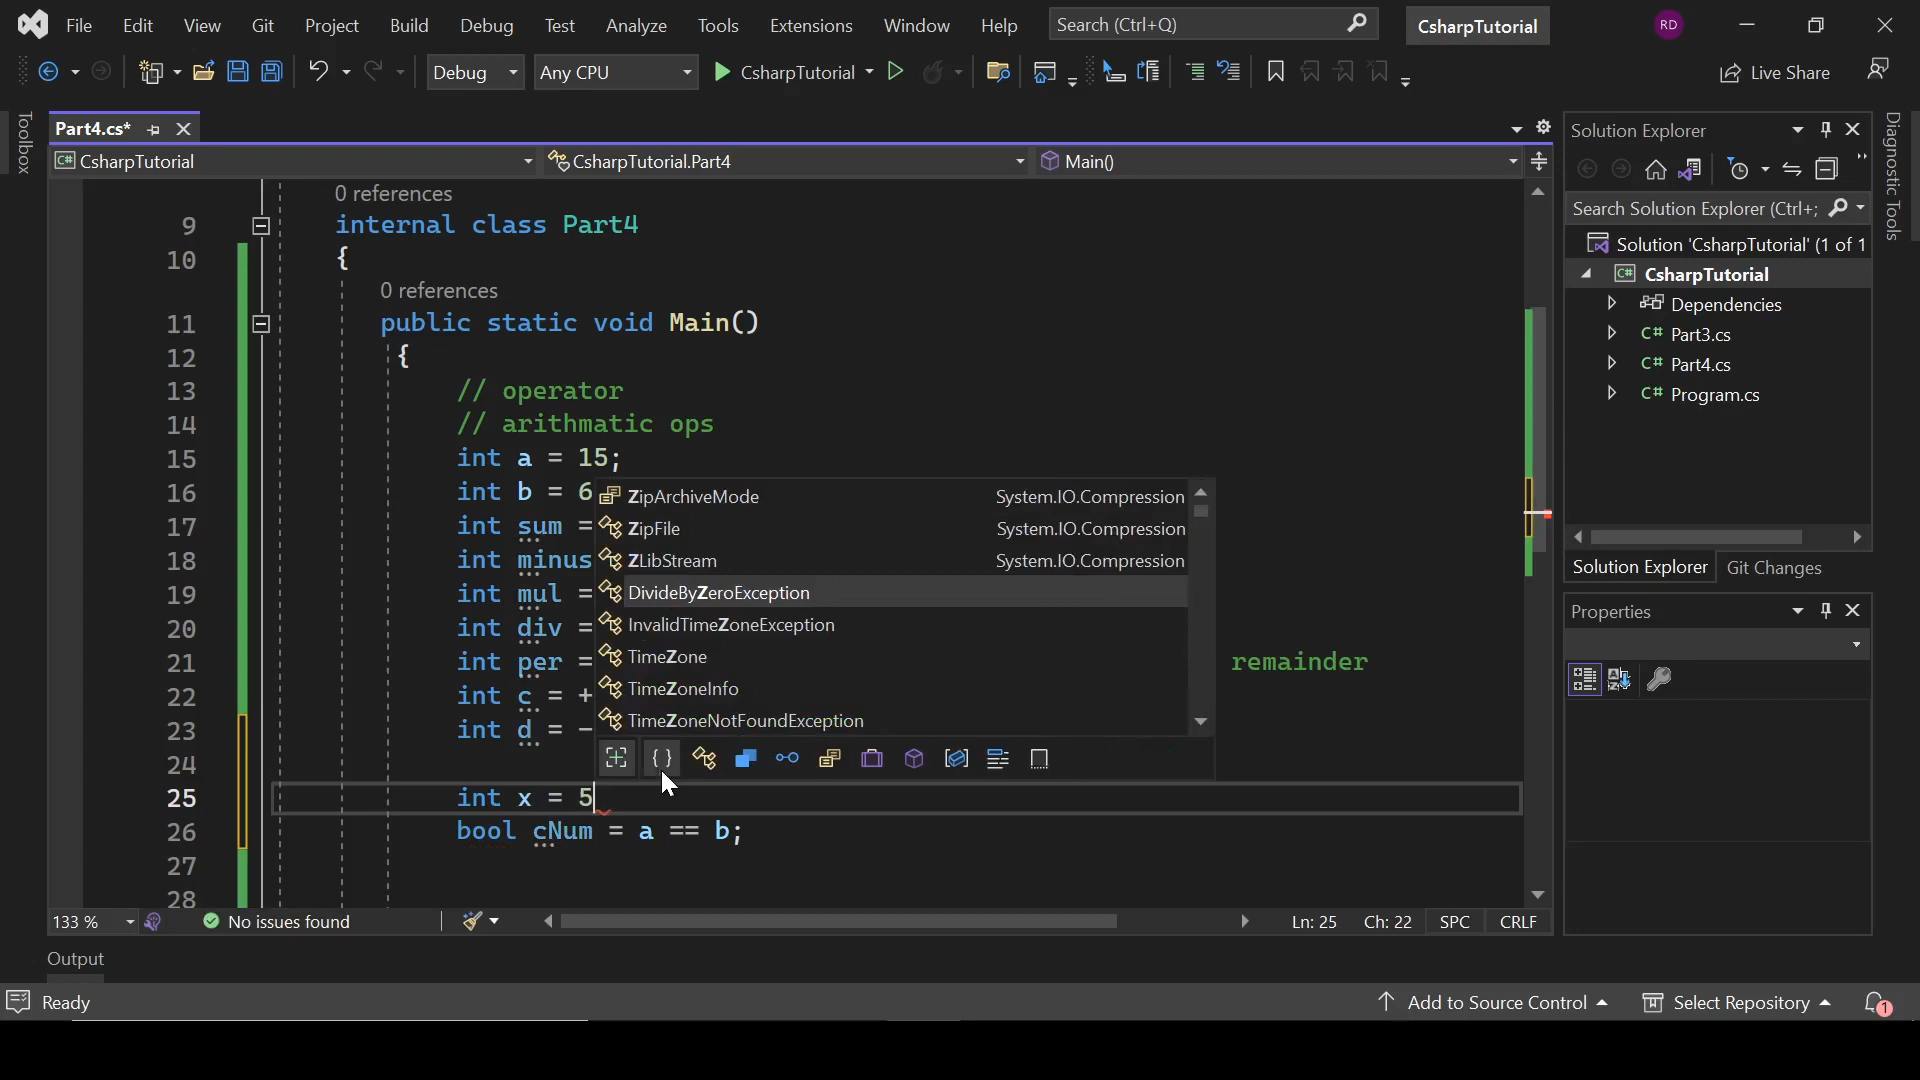 File Edit View Git Project Build Debug Test Analyze Tools Extensions Window Help Search (Ctrl+Q) CsharpTutorial RD
Debug Any CPU CsharpTutorial Live Share
Toolbox
Part4.cs*
CsharpTutorial CsharpTutorial.Part4 Main()
0 references
9 internal class Part4
10 {
0 references
11 public static void Main()
12 {
13 // operator
14 // arithmatic ops
15 int a = 15;
16 int b = 6
17 int sum =
18 int minus
19 int mul =
20 int div =
21 int per = remainder
22 int c = +
23 int d = -
24
25 int x = 5
26 bool cNum = a == b;
27
28
ZipArchiveMode System.IO.Compression
ZipFile System.IO.Compression
ZLibStream System.IO.Compression
DivideByZeroException
InvalidTimeZoneException
TimeZone
TimeZoneInfo
TimeZoneNotFoundException
133 % No issues found Ln: 25 Ch: 22 SPC CRLF
Solution Explorer
Search Solution Explorer (Ctrl+;
Solution 'CsharpTutorial' (1 of 1
C# CsharpTutorial
Dependencies
C# Part3.cs
C# Part4.cs
C# Program.cs
Solution Explorer Git Changes
Properties
Diagnostic Tools
Output
Ready Add to Source Control Select Repository 1